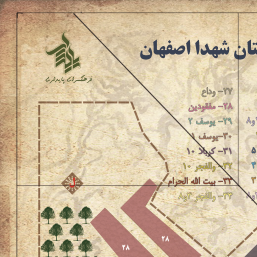 تان شهدا اصفهان
فرهنگسرای پایداری
۲۷- وداع
۲۸- مفقودین
۲۹- یوسف ۲
۳۰- یوسف ۱
۳۱- کربلا ۱۰
۳۲- والفجر ۱۰
۳۳- بیت الله الحرام
۳۴- والفجر ۸و۴
۲۸
۲۸